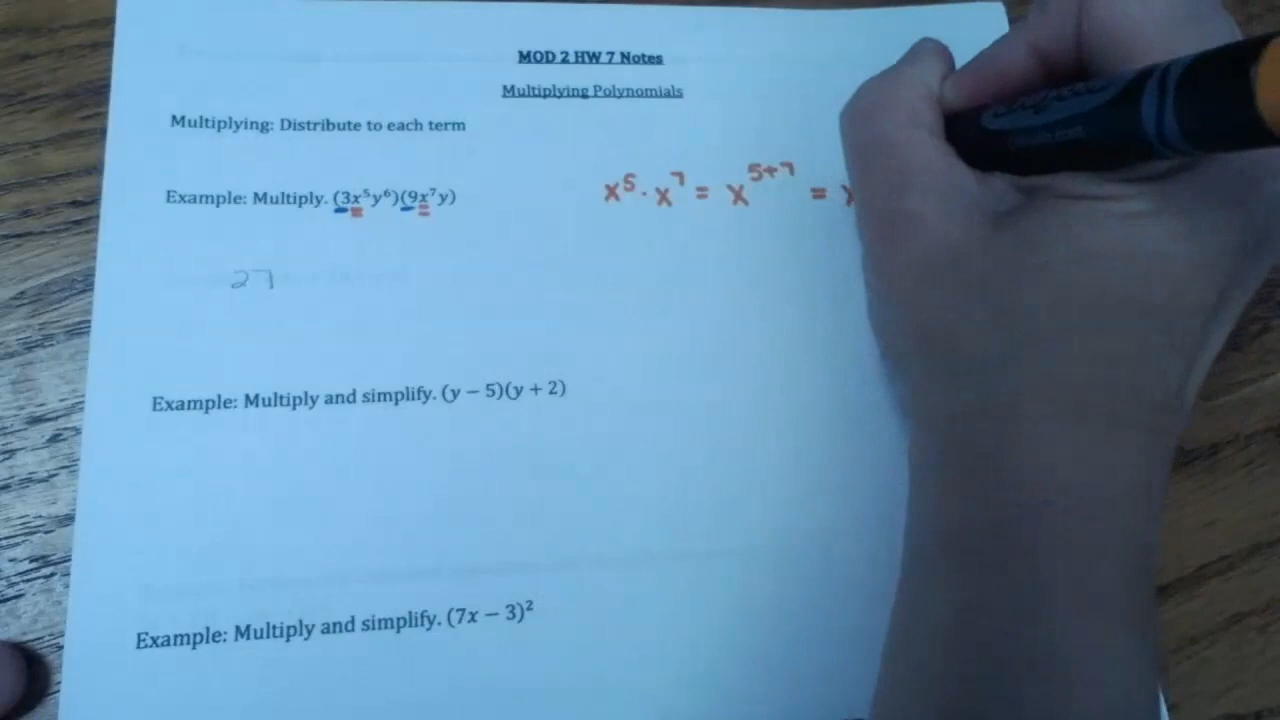 MOD 2 HW 7 Notes
Multiplying Polynomials
Multiplying: Distribute to each term
Example: Multiply. (3x⁵y⁶)(9x⁷y)
x⁵ · x⁷ = x⁵⁺⁷ = x
27
Example: Multiply and simplify. (y − 5)(y + 2)
Example: Multiply and simplify. (7x − 3)²